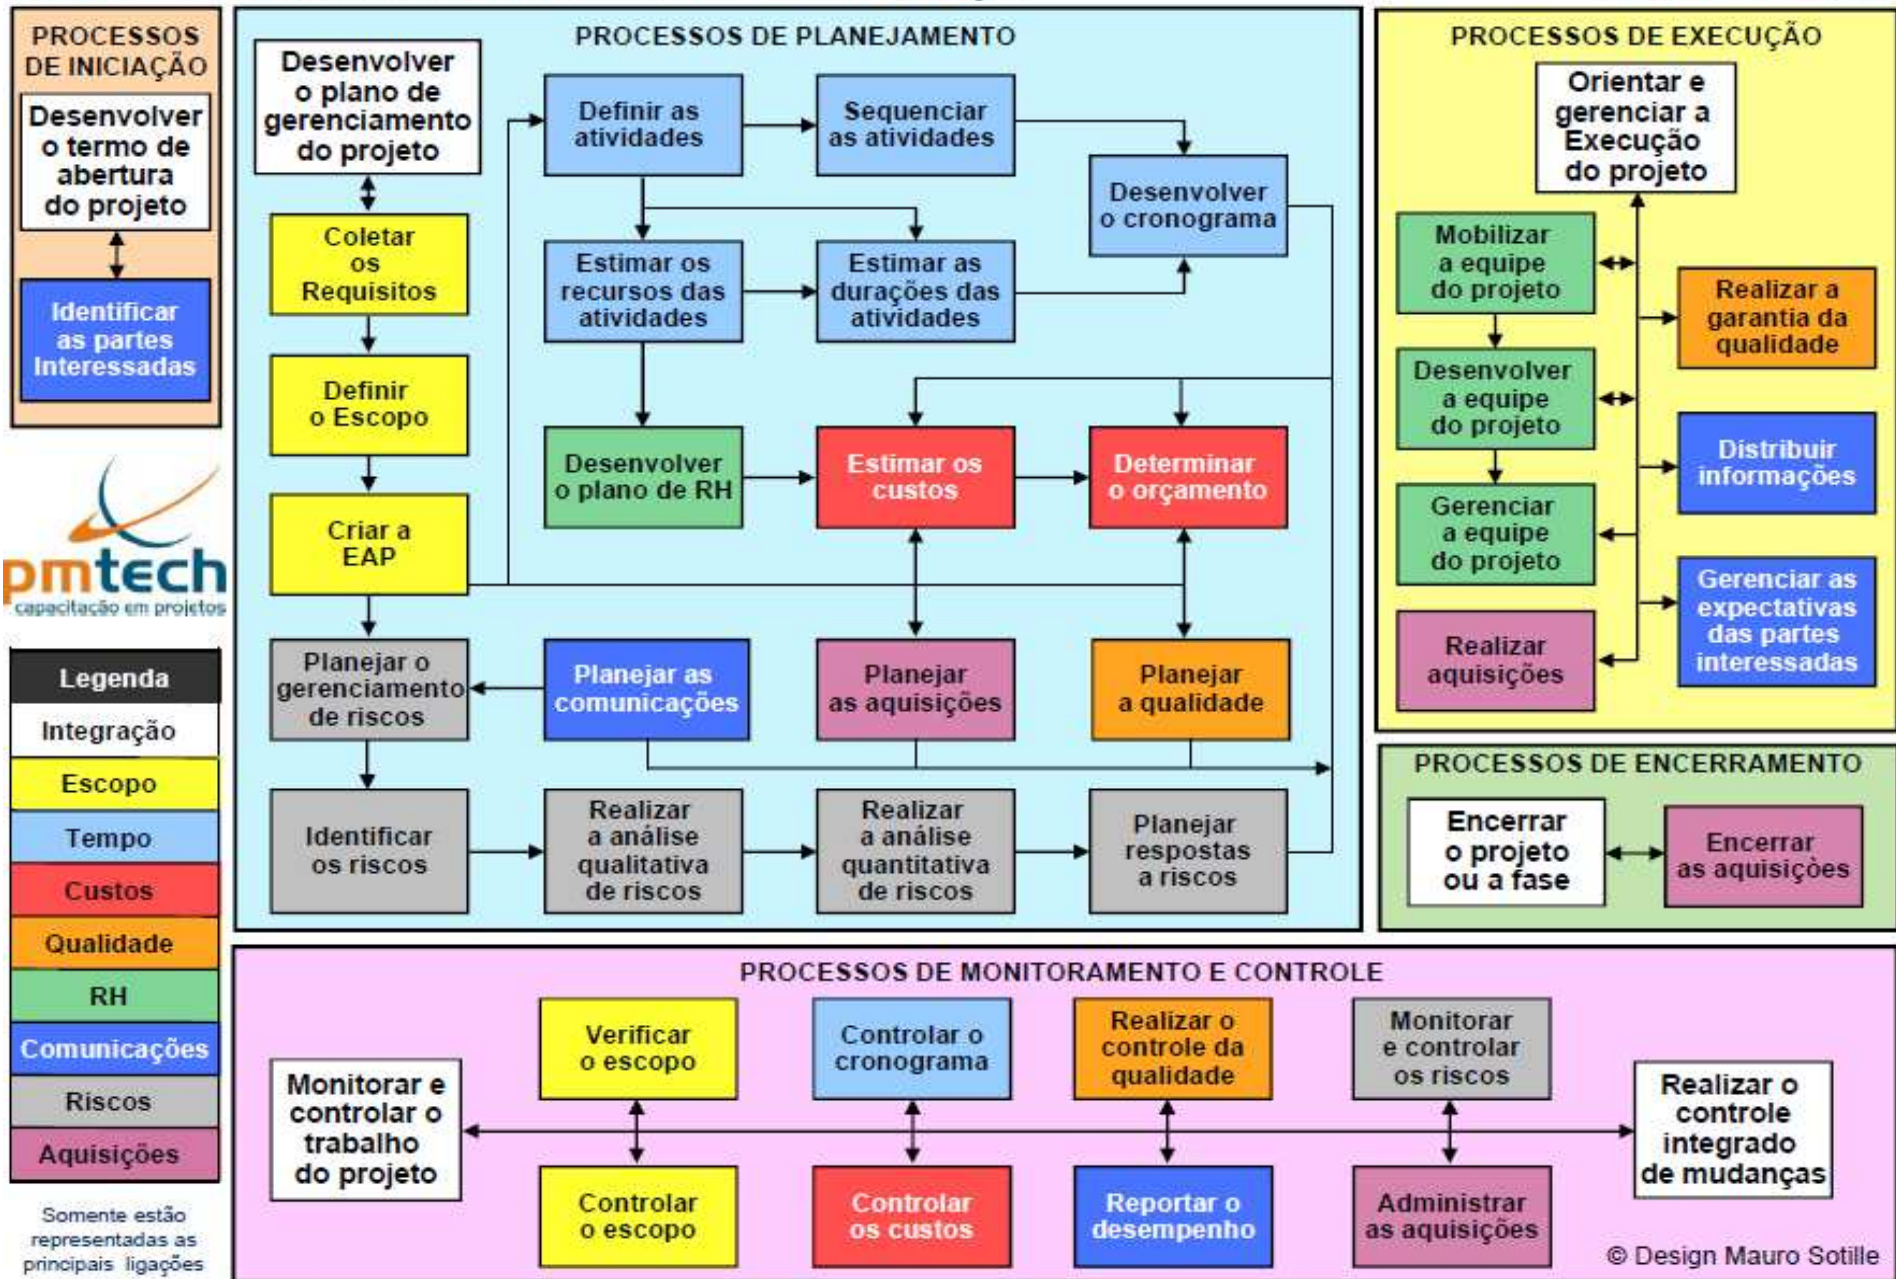 PROCESSOS
DE INICIAÇÃO
Desenvolver
o termo de
abertura
do projeto
Identificar
as partes
Interessadas
pmtech
capacitação em projetos
Legenda
Integração
Escopo
Tempo
Custos
Qualidade
RH
Comunicações
Riscos
Aquisições
Somente estão
representadas as
principais ligações
PROCESSOS DE PLANEJAMENTO
Desenvolver
o plano de
gerenciamento
do projeto
Definir as
atividades
Sequenciar
as atividades
Desenvolver
o cronograma
Coletar
os
Requisitos
Estimar os
recursos das
atividades
Estimar as
durações das
atividades
Definir
o Escopo
Desenvolver
o plano de RH
Estimar os
custos
Determinar
o orçamento
Criar a
EAP
Planejar o
gerenciamento
de riscos
Planejar as
comunicações
Planejar
as aquisições
Planejar
a qualidade
Identificar
os riscos
Realizar
a análise
qualitativa
de riscos
Realizar
a análise
quantitativa
de riscos
Planejar
respostas
a riscos
PROCESSOS DE EXECUÇÃO
Orientar e
gerenciar a
Execução
do projeto
Mobilizar
a equipe
do projeto
Realizar a
garantia da
qualidade
Desenvolver
a equipe
do projeto
Distribuir
informações
Gerenciar
a equipe
do projeto
Gerenciar as
expectativas
das partes
interessadas
Realizar
aquisições
PROCESSOS DE ENCERRAMENTO
Encerrar
o projeto
ou a fase
Encerrar
as aquisições
PROCESSOS DE MONITORAMENTO E CONTROLE
Monitorar e
controlar o
trabalho
do projeto
Verificar
o escopo
Controlar o
cronograma
Realizar o
controle da
qualidade
Monitorar
e controlar
os riscos
Realizar o
controle
integrado
de mudanças
Controlar
o escopo
Controlar
os custos
Reportar o
desempenho
Administrar
as aquisições
© Design Mauro Sotille